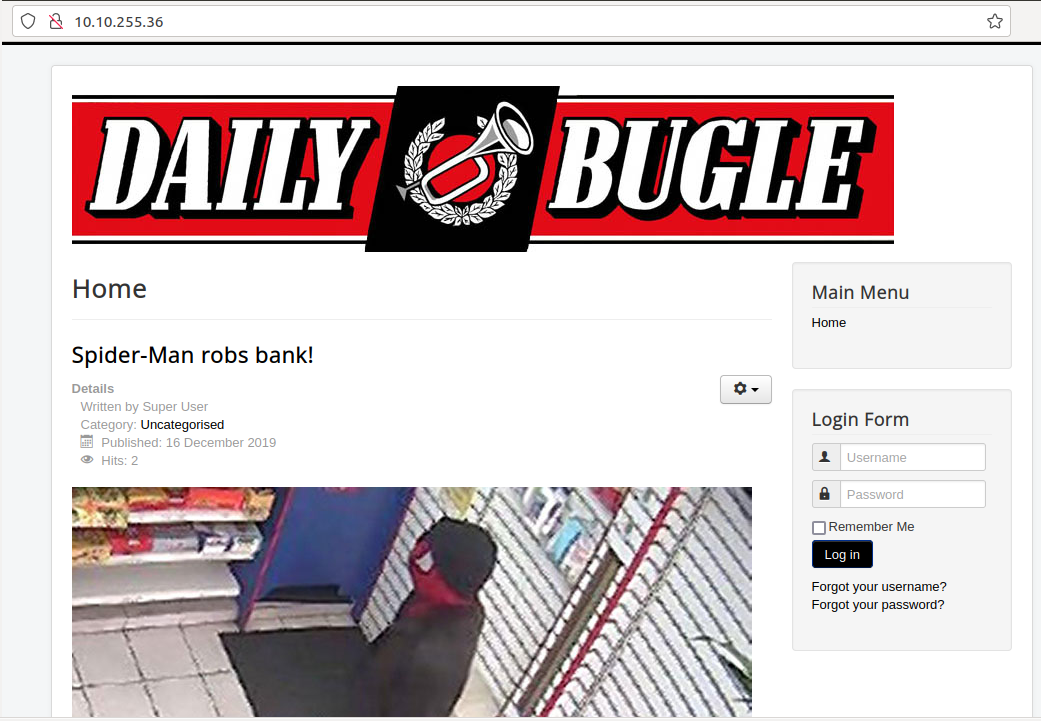 10.10.255.36
DAILY BUGLE
Home
Spider-Man robs bank!
Details
Written by Super User
Category: Uncategorised
Published: 16 December 2019
Hits: 2
Main Menu
Home
Login Form
Username
Password
Remember Me
Log in
Forgot your username?
Forgot your password?